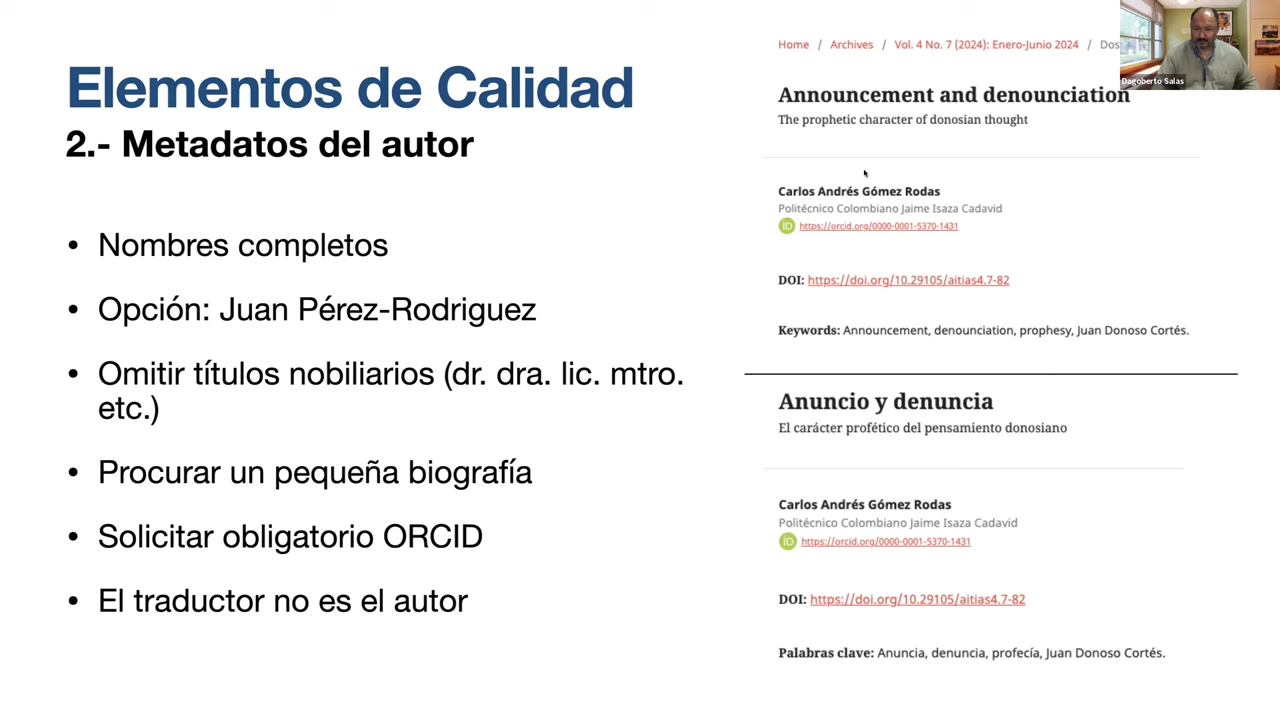 Elementos de Calidad
2.- Metadatos del autor
• Nombres completos
• Opción: Juan Pérez-Rodriguez
• Omitir títulos nobiliarios (dr. dra. lic. mtro.
etc.)
• Procurar un pequeña biografía
• Solicitar obligatorio ORCID
• El traductor no es el autor
Home / Archives / Vol. 4 No. 7 (2024): Enero-Junio 2024 / Dos
Announcement and denounciation
The prophetic character of donosian thought
Carlos Andrés Gómez Rodas
Politécnico Colombiano Jaime Isaza Cadavid
iD https://orcid.org/0000-0001-5370-1431
DOI: https://doi.org/10.29105/aitias4.7-82
Keywords: Announcement, denounciation, prophesy, Juan Donoso Cortés.
Anuncio y denuncia
El carácter profético del pensamiento donosiano
Carlos Andrés Gómez Rodas
Politécnico Colombiano Jaime Isaza Cadavid
iD https://orcid.org/0000-0001-5370-1431
DOI: https://doi.org/10.29105/aitias4.7-82
Palabras clave: Anuncia, denuncia, profecía, Juan Donoso Cortés.
Dagoberto Salas